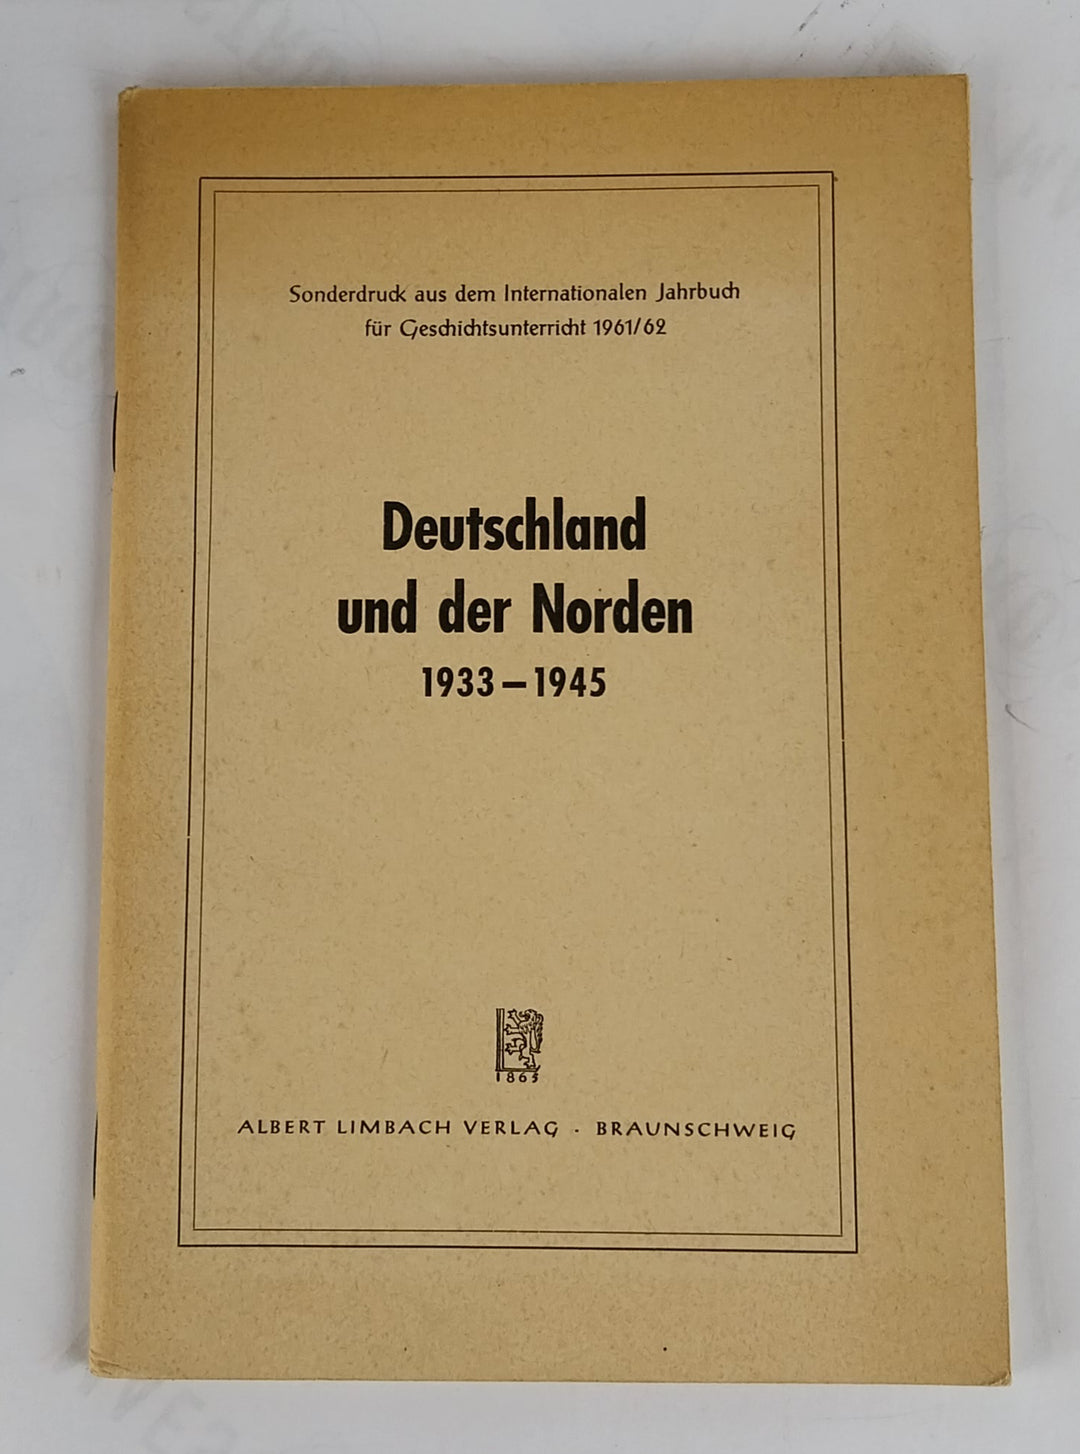 Sonderdruck aus dem Internationalen Jahrbuch
für Geschichtsunterricht 1961/62
Deutschland
und der Norden
1933 – 1945
1865
ALBERT LIMBACH VERLAG · BRAUNSCHWEIG